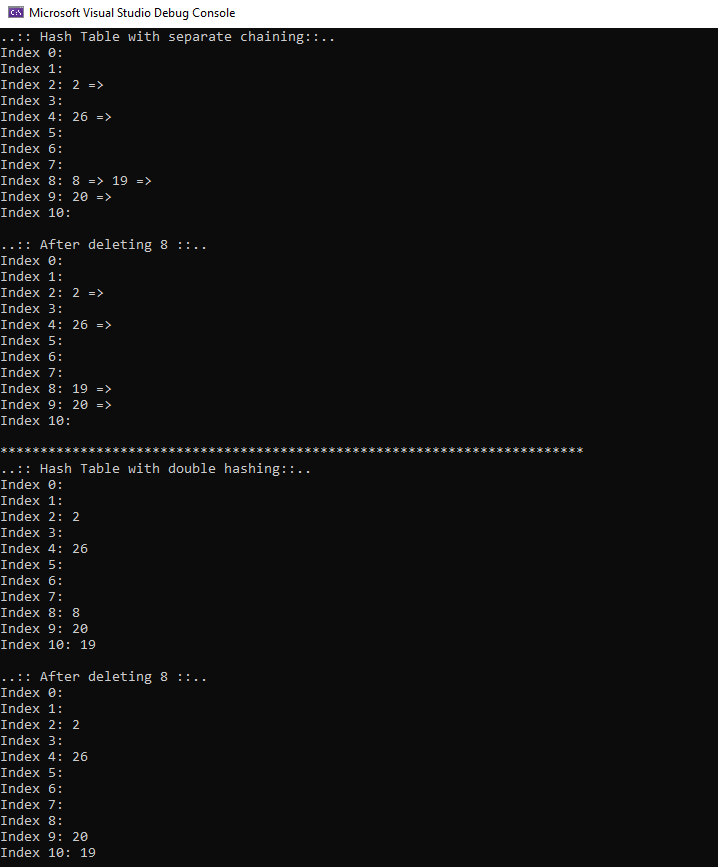 Microsoft Visual Studio Debug Console
..:: Hash Table with separate chaining::..
Index 0:
Index 1:
Index 2: 2 =>
Index 3:
Index 4: 26 =>
Index 5:
Index 6:
Index 7:
Index 8: 8 => 19 =>
Index 9: 20 =>
Index 10:
..:: After deleting 8 ::..
Index 0:
Index 1:
Index 2: 2 =>
Index 3:
Index 4: 26 =>
Index 5:
Index 6:
Index 7:
Index 8: 19 =>
Index 9: 20 =>
Index 10:
*************************************************************************
..:: Hash Table with double hashing::..
Index 0:
Index 1:
Index 2: 2
Index 3:
Index 4: 26
Index 5:
Index 6:
Index 7:
Index 8: 8
Index 9: 20
Index 10: 19
..:: After deleting 8 ::..
Index 0:
Index 1:
Index 2: 2
Index 3:
Index 4: 26
Index 5:
Index 6:
Index 7:
Index 8:
Index 9: 20
Index 10: 19